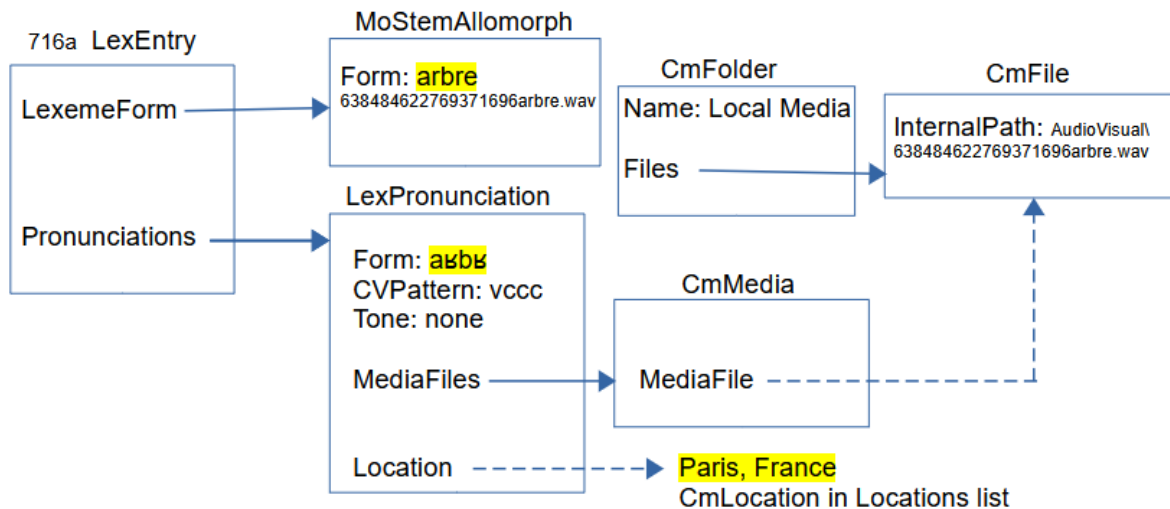 716a LexEntry
LexemeForm
Pronunciations
MoStemAllomorph
Form: arbre
638484622769371696arbre.wav
LexPronunciation
Form: aʁbʁ
CVPattern: vccc
Tone: none
MediaFiles
Location
CmFolder
Name: Local Media
Files
CmFile
InternalPath: AudioVisual\
638484622769371696arbre.wav
CmMedia
MediaFile
Paris, France
CmLocation in Locations list